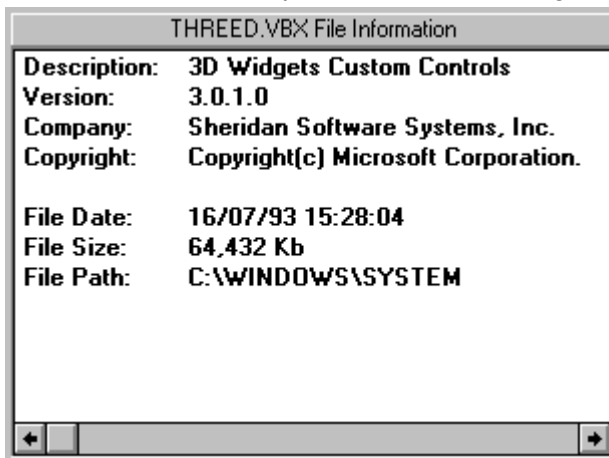 THREED.VBX File Information
Description: 3D Widgets Custom Controls
Version: 3.0.1.0
Company: Sheridan Software Systems, Inc.
Copyright: Copyright(c) Microsoft Corporation.
File Date: 16/07/93 15:28:04
File Size: 64,432 Kb
File Path: C:\WINDOWS\SYSTEM